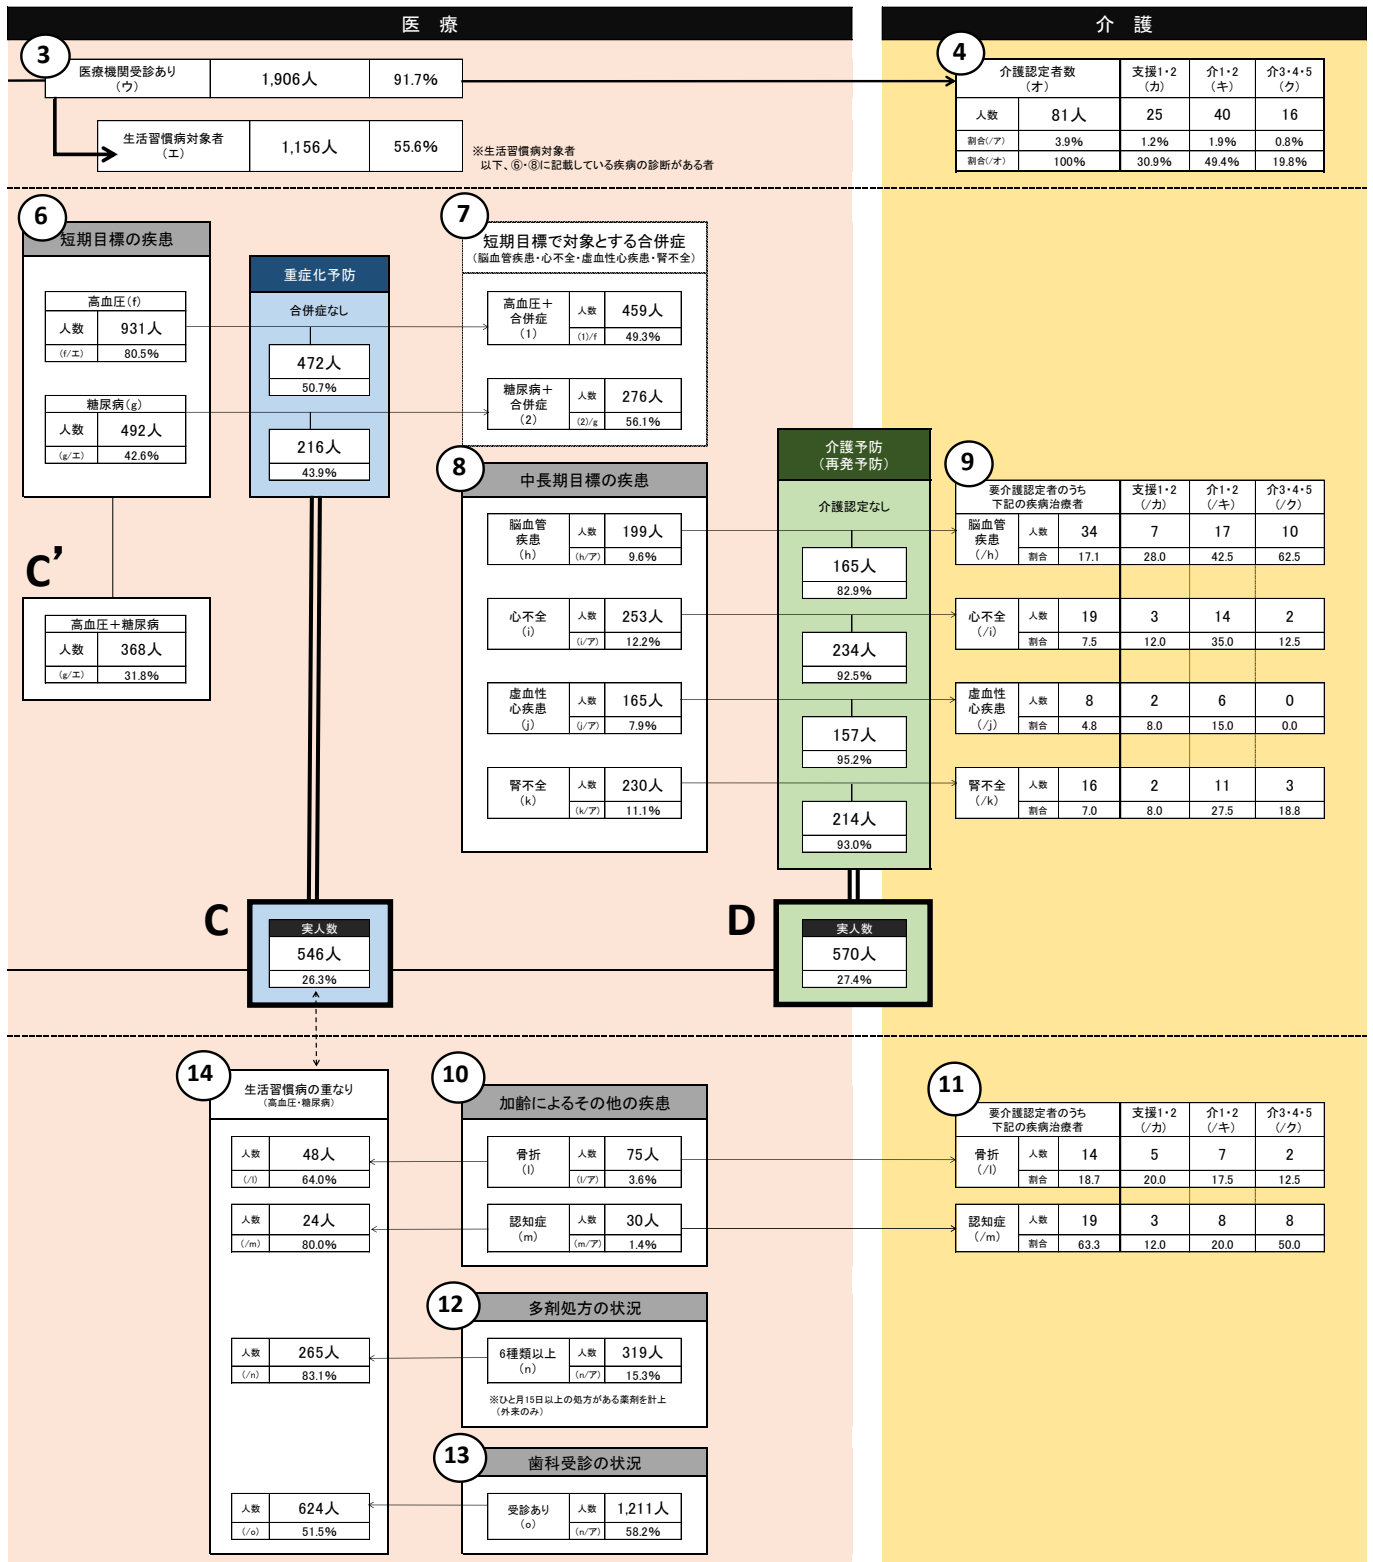 医　療
介　護
3
医療機関受診あり
(ウ)
1,906人
91.7%
生活習慣病対象者
(エ)
1,156人
55.6%
※生活習慣病対象者
以下、⑥・⑧に記載している疾病の診断がある者
4
介護認定者数
(オ)
支援1・2
(カ)
介1・2
(キ)
介3・4・5
(ク)
人数
81人
25
40
16
割合(/ア)
3.9%
1.2%
1.9%
0.8%
割合(/オ)
100%
30.9%
49.4%
19.8%
6
短期目標の疾患
高血圧(f)
人数
931人
(f/エ)
80.5%
糖尿病(g)
人数
492人
(g/エ)
42.6%
C’
高血圧＋糖尿病
人数
368人
(g/エ)
31.8%
重症化予防
合併症なし
472人
50.7%
216人
43.9%
7
短期目標で対象とする合併症
(脳血管疾患・心不全・虚血性心疾患・腎不全)
高血圧＋
合併症
(1)
人数
459人
(1)/f
49.3%
糖尿病＋
合併症
(2)
人数
276人
(2)/g
56.1%
8
中長期目標の疾患
脳血管
疾患
(h)
人数
199人
(h/ア)
9.6%
心不全
(i)
人数
253人
(i/ア)
12.2%
虚血性
心疾患
(j)
人数
165人
(j/ア)
7.9%
腎不全
(k)
人数
230人
(k/ア)
11.1%
介護予防
(再発予防)
介護認定なし
165人
82.9%
234人
92.5%
157人
95.2%
214人
93.0%
9
要介護認定者のうち
下記の疾病治療者
支援1・2
(/カ)
介1・2
(/キ)
介3・4・5
(/ク)
脳血管
疾患
(/h)
人数
34
7
17
10
割合
17.1
28.0
42.5
62.5
心不全
(/i)
人数
19
3
14
2
割合
7.5
12.0
35.0
12.5
虚血性
心疾患
(/j)
人数
8
2
6
0
割合
4.8
8.0
15.0
0.0
腎不全
(/k)
人数
16
2
11
3
割合
7.0
8.0
27.5
18.8
C
実人数
546人
26.3%
D
実人数
570人
27.4%
14
生活習慣病の重なり
(高血圧・糖尿病)
人数
48人
(/l)
64.0%
人数
24人
(/m)
80.0%
人数
265人
(/n)
83.1%
人数
624人
(/o)
51.5%
10
加齢によるその他の疾患
骨折
(l)
人数
75人
(l/ア)
3.6%
認知症
(m)
人数
30人
(m/ア)
1.4%
11
要介護認定者のうち
下記の疾病治療者
支援1・2
(/カ)
介1・2
(/キ)
介3・4・5
(/ク)
骨折
(/l)
人数
14
5
7
2
割合
18.7
20.0
17.5
12.5
認知症
(/m)
人数
19
3
8
8
割合
63.3
12.0
20.0
50.0
12
多剤処方の状況
6種類以上
(n)
人数
319人
(n/ア)
15.3%
※ひと月15日以上の処方がある薬剤を計上
(外来のみ)
13
歯科受診の状況
受診あり
(o)
人数
1,211人
(n/ア)
58.2%